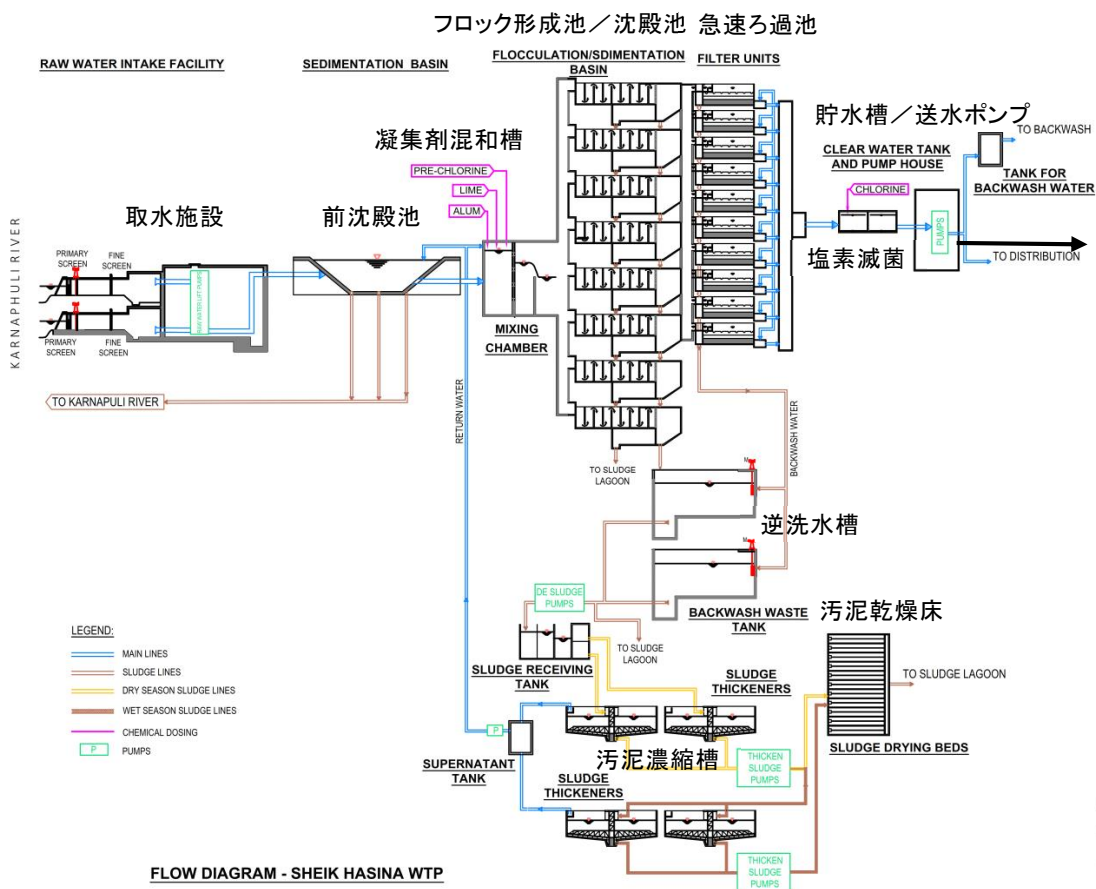 フロック形成池／沈殿池 急速ろ過池
RAW WATER INTAKE FACILITY
SEDIMENTATION BASIN
FLOCCULATION/SDIMENTATION
BASIN
FILTER UNITS
貯水槽／送水ポンプ
TO BACKWASH
CLEAR WATER TANK
AND PUMP HOUSE
TANK FOR
BACKWASH WATER
凝集剤混和槽
PRE-CHLORINE
LIME
ALUM
CHLORINE
取水施設
前沈殿池
KARNAPHULI RIVER
PRIMARY
SCREEN
FINE
SCREEN
RAW WATER LIFT PUMPS
PRIMARY
SCREEN
FINE
SCREEN
PUMPS
TO DISTRIBUTION
塩素滅菌
MIXING
CHAMBER
TO KARNAPULI RIVER
RETURN WATER
BACKWASH WATER
TO SLUDGE
LAGOON
M
逆洗水槽
M
DE SLUDGE
PUMPS
BACKWASH WASTE
TANK
汚泥乾燥床
LEGEND:
MAIN LINES
SLUDGE LINES
DRY SEASON SLUDGE LINES
WET SEASON SLUDGE LINES
CHEMICAL DOSING
P PUMPS
TO SLUDGE
LAGOON
SLUDGE RECEIVING
TANK
SLUDGE
THICKENERS
TO SLUDGE LAGOON
P
SUPERNATANT
TANK
汚泥濃縮槽
SLUDGE
THICKENERS
THICKEN
SLUDGE
PUMPS
SLUDGE DRYING BEDS
THICKEN
SLUDGE
PUMPS
FLOW DIAGRAM - SHEIK HASINA WTP